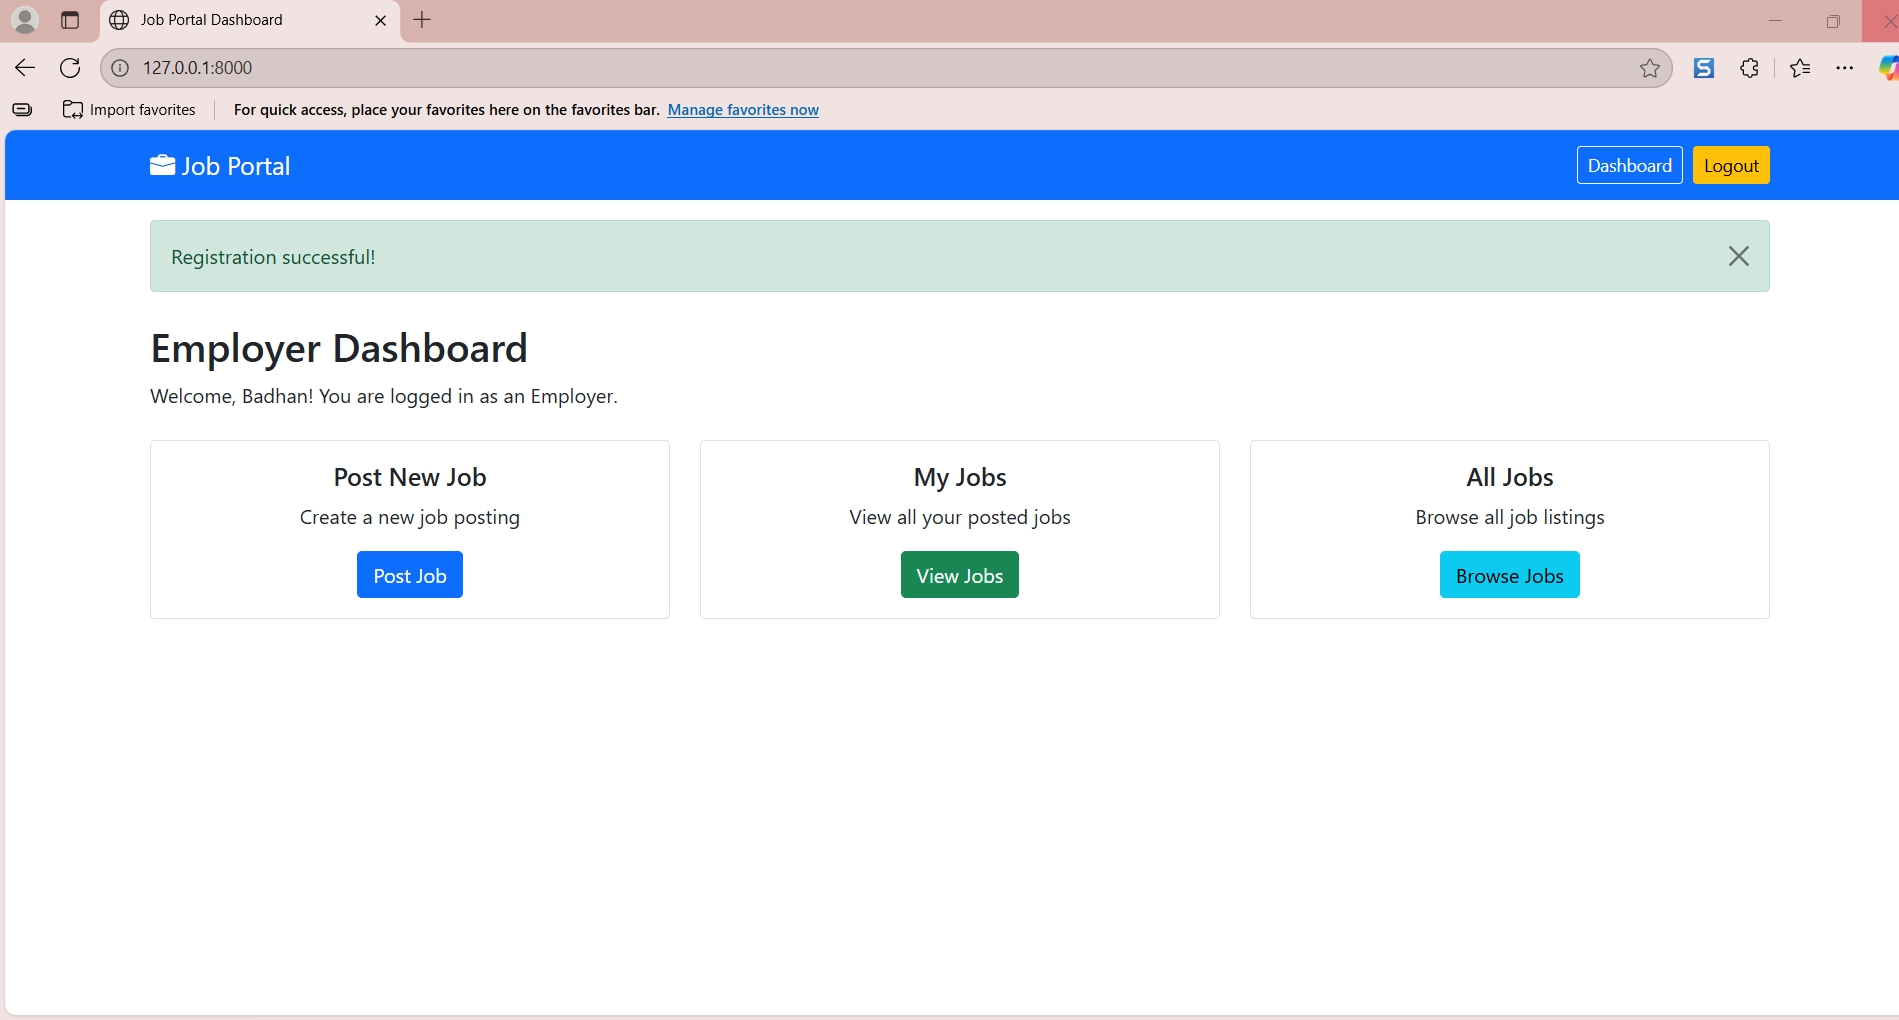 Job Portal Dashboard
127.0.0.1:8000
Import favorites
For quick access, place your favorites here on the favorites bar. Manage favorites now
Job Portal
Dashboard
Logout
Registration successful!
Employer Dashboard
Welcome, Badhan! You are logged in as an Employer.
Post New Job
Create a new job posting
Post Job
My Jobs
View all your posted jobs
View Jobs
All Jobs
Browse all job listings
Browse Jobs